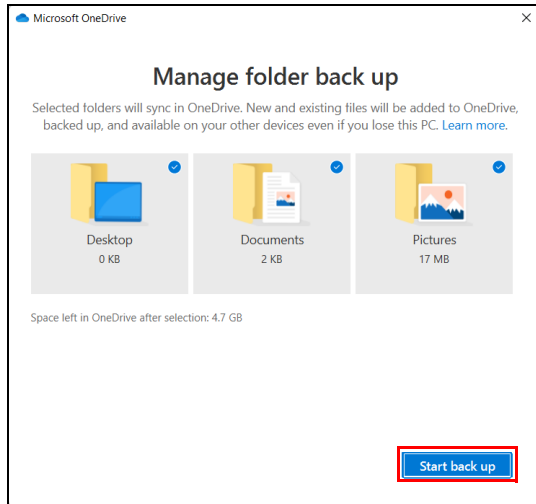 Microsoft OneDrive
Manage folder back up
Selected folders will sync in OneDrive. New and existing files will be added to OneDrive,
backed up, and available on your other devices even if you lose this PC. Learn more.
Desktop
0 KB
Documents
2 KB
Pictures
17 MB
Space left in OneDrive after selection: 4.7 GB
Start back up